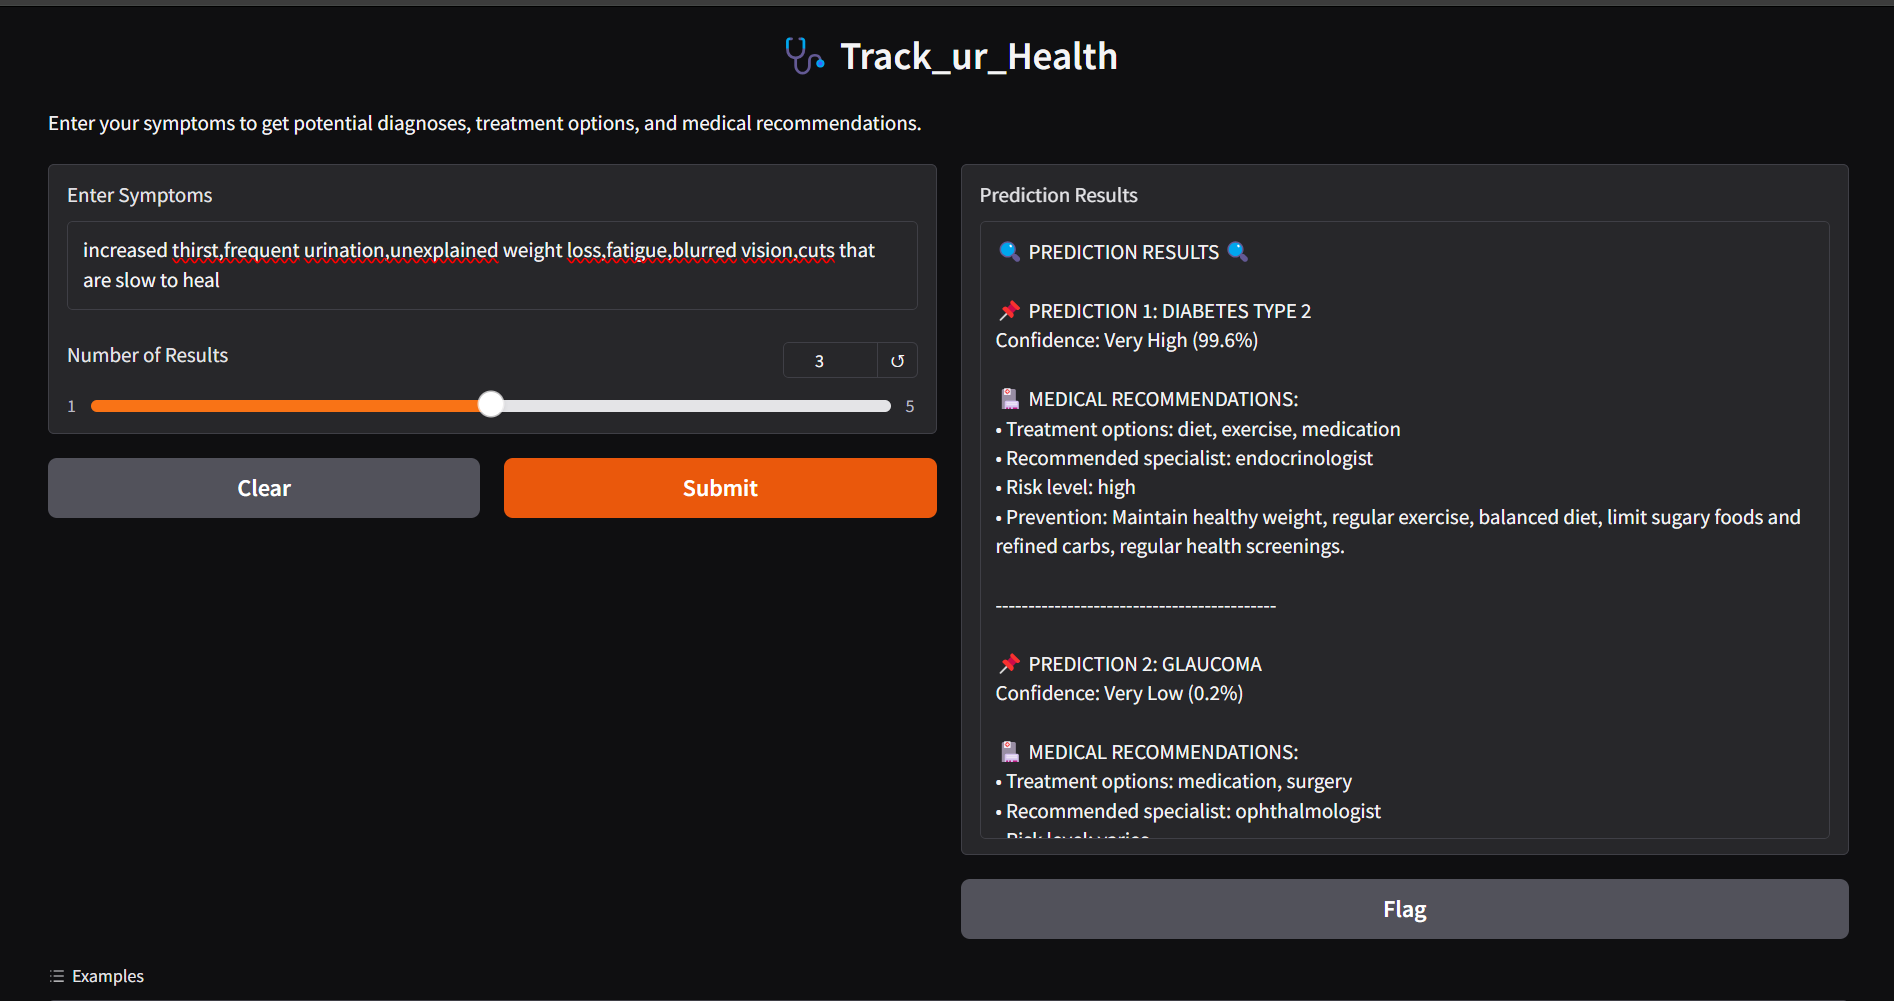 Track_ur_Health
Enter your symptoms to get potential diagnoses, treatment options, and medical recommendations.
Enter Symptoms
increased thirst,frequent urination,unexplained weight loss,fatigue,blurred vision,cuts that
are slow to heal
Number of Results
3
1
5
Clear
Submit
Prediction Results
🔍 PREDICTION RESULTS 🔍
📌 PREDICTION 1: DIABETES TYPE 2
Confidence: Very High (99.6%)
🏥 MEDICAL RECOMMENDATIONS:
• Treatment options: diet, exercise, medication
• Recommended specialist: endocrinologist
• Risk level: high
• Prevention: Maintain healthy weight, regular exercise, balanced diet, limit sugary foods and
refined carbs, regular health screenings.
-------------------------------------------
📌 PREDICTION 2: GLAUCOMA
Confidence: Very Low (0.2%)
🏥 MEDICAL RECOMMENDATIONS:
• Treatment options: medication, surgery
• Recommended specialist: ophthalmologist
• Risk level: varies
Flag
Examples